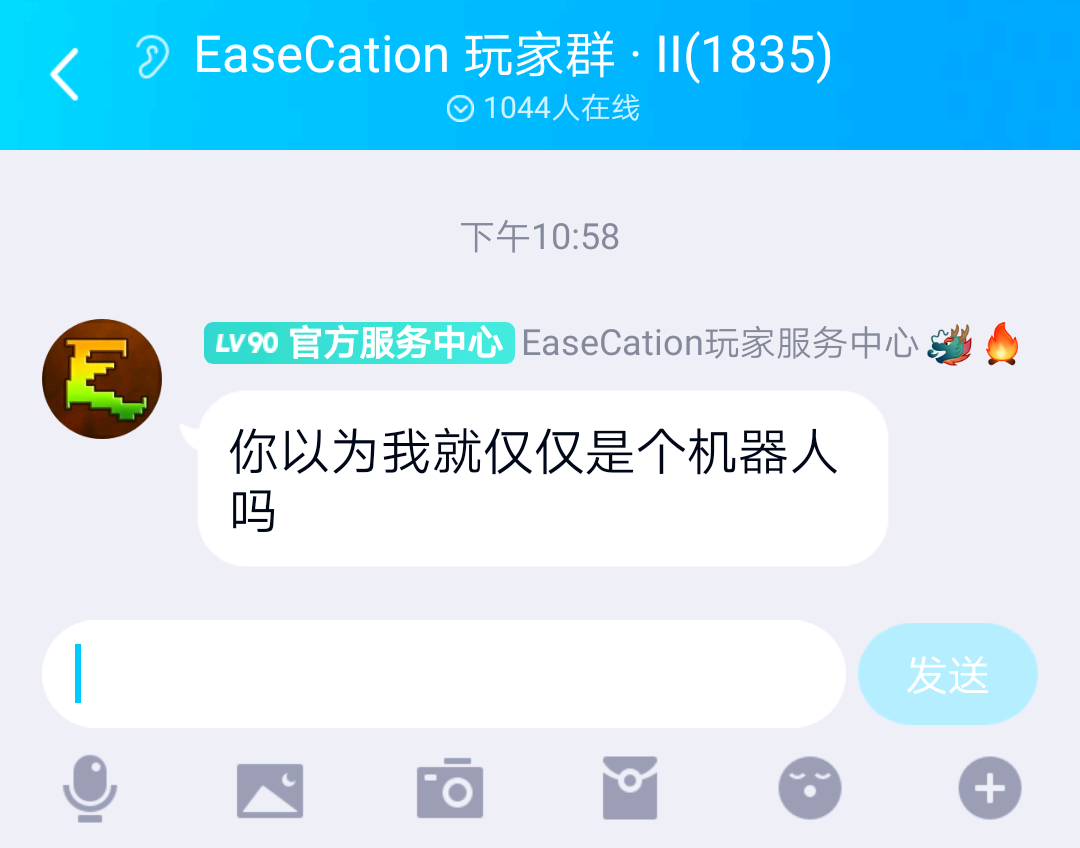 EaseCation 玩家群 · II(1835)
1044人在线
下午10:58
LV90 官方服务中心 EaseCation玩家服务中心🐉🔥
你以为我就仅仅是个机器人
吗
发送